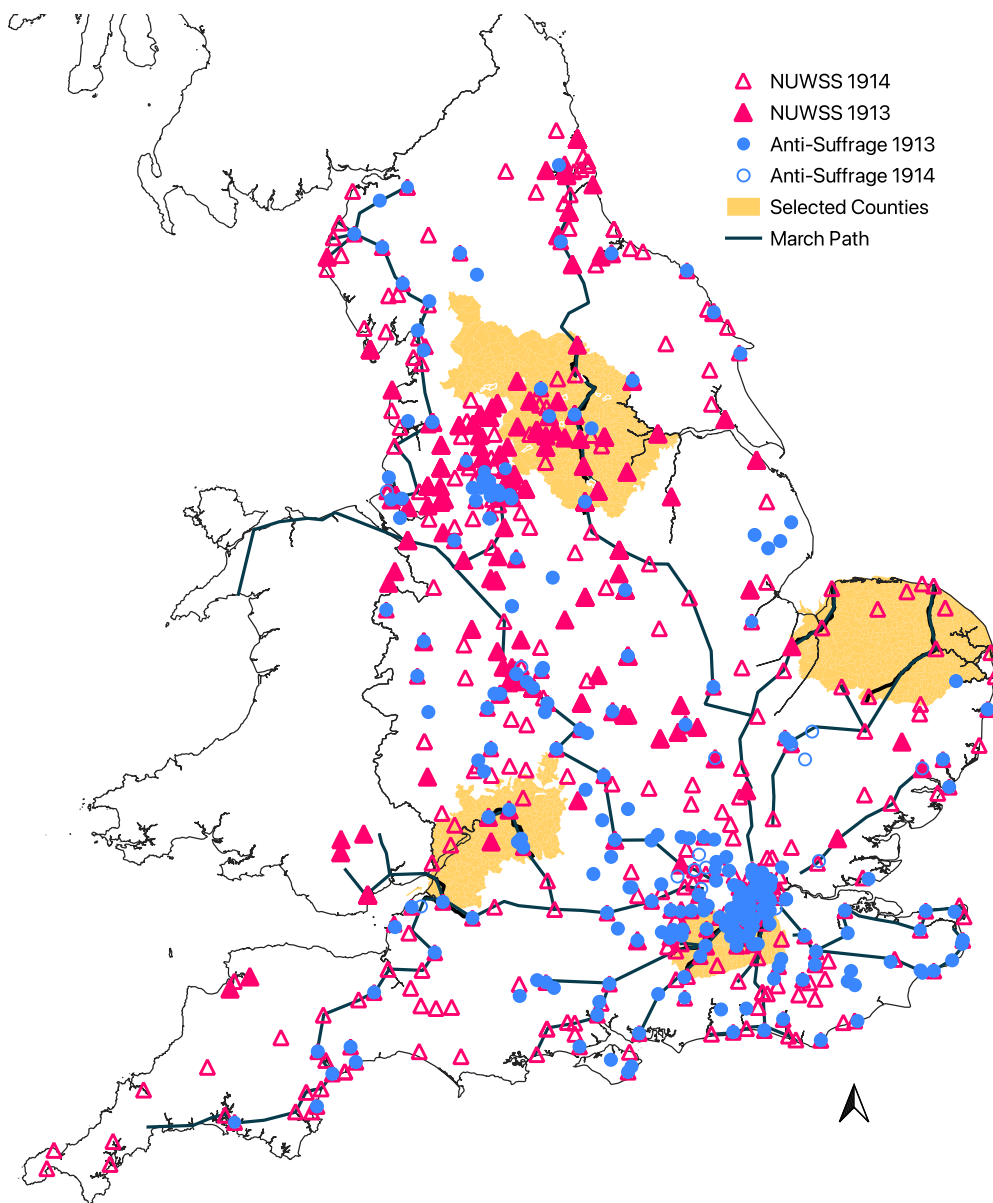 NUWSS 1914
NUWSS 1913
Anti-Suffrage 1913
Anti-Suffrage 1914
Selected Counties
March Path